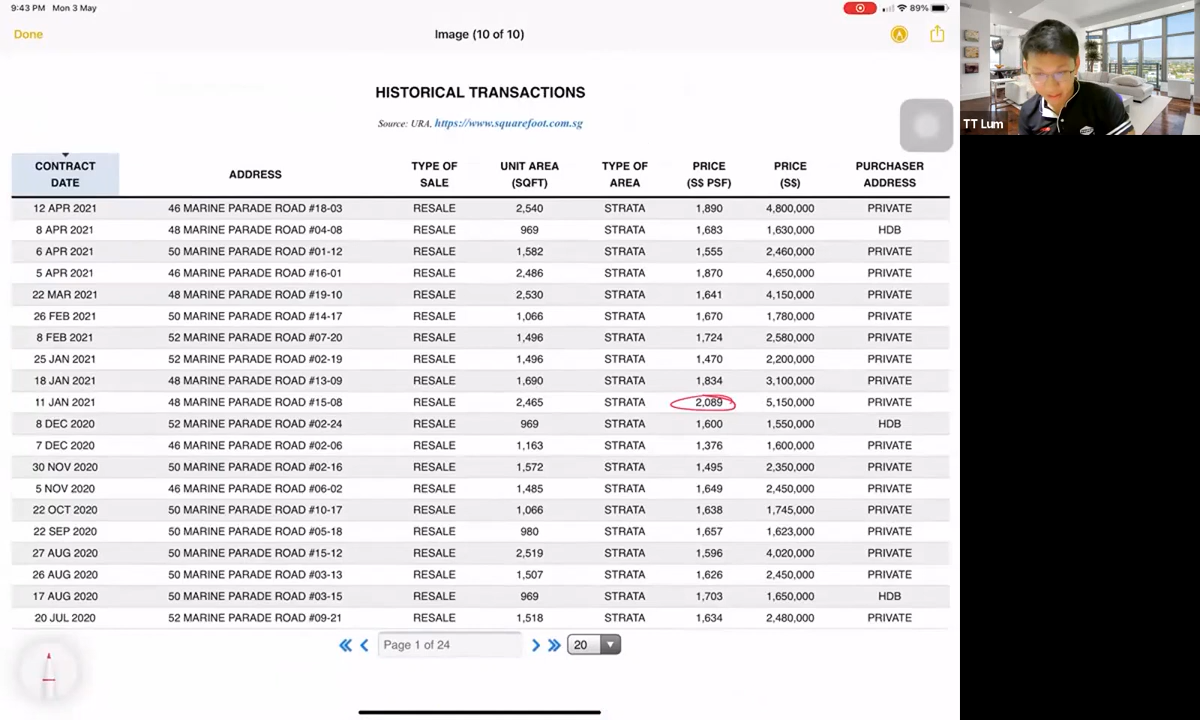 9:43 PM Mon 3 May
89%
Done
Image (10 of 10)
TT Lum
HISTORICAL TRANSACTIONS
Source: URA, https://www.squarefoot.com.sg
CONTRACT DATE ADDRESS TYPE OF SALE UNIT AREA (SQFT) TYPE OF AREA PRICE (S$ PSF) PRICE (S$) PURCHASER ADDRESS
12 APR 2021 46 MARINE PARADE ROAD #18-03 RESALE 2,540 STRATA 1,890 4,800,000 PRIVATE
8 APR 2021 48 MARINE PARADE ROAD #04-08 RESALE 969 STRATA 1,683 1,630,000 HDB
6 APR 2021 50 MARINE PARADE ROAD #01-12 RESALE 1,582 STRATA 1,555 2,460,000 PRIVATE
5 APR 2021 46 MARINE PARADE ROAD #16-01 RESALE 2,486 STRATA 1,870 4,650,000 PRIVATE
22 MAR 2021 48 MARINE PARADE ROAD #19-10 RESALE 2,530 STRATA 1,641 4,150,000 PRIVATE
26 FEB 2021 50 MARINE PARADE ROAD #14-17 RESALE 1,066 STRATA 1,670 1,780,000 PRIVATE
8 FEB 2021 52 MARINE PARADE ROAD #07-20 RESALE 1,496 STRATA 1,724 2,580,000 PRIVATE
25 JAN 2021 52 MARINE PARADE ROAD #02-19 RESALE 1,496 STRATA 1,470 2,200,000 PRIVATE
18 JAN 2021 48 MARINE PARADE ROAD #13-09 RESALE 1,690 STRATA 1,834 3,100,000 PRIVATE
11 JAN 2021 48 MARINE PARADE ROAD #15-08 RESALE 2,465 STRATA 2,089 5,150,000 PRIVATE
8 DEC 2020 52 MARINE PARADE ROAD #02-24 RESALE 969 STRATA 1,600 1,550,000 HDB
7 DEC 2020 46 MARINE PARADE ROAD #02-06 RESALE 1,163 STRATA 1,376 1,600,000 PRIVATE
30 NOV 2020 50 MARINE PARADE ROAD #02-16 RESALE 1,572 STRATA 1,495 2,350,000 PRIVATE
5 NOV 2020 46 MARINE PARADE ROAD #06-02 RESALE 1,485 STRATA 1,649 2,450,000 PRIVATE
22 OCT 2020 50 MARINE PARADE ROAD #10-17 RESALE 1,066 STRATA 1,638 1,745,000 PRIVATE
22 SEP 2020 50 MARINE PARADE ROAD #05-18 RESALE 980 STRATA 1,657 1,623,000 PRIVATE
27 AUG 2020 50 MARINE PARADE ROAD #15-12 RESALE 2,519 STRATA 1,596 4,020,000 PRIVATE
26 AUG 2020 50 MARINE PARADE ROAD #03-13 RESALE 1,507 STRATA 1,626 2,450,000 PRIVATE
17 AUG 2020 50 MARINE PARADE ROAD #03-15 RESALE 969 STRATA 1,703 1,650,000 HDB
20 JUL 2020 52 MARINE PARADE ROAD #09-21 RESALE 1,518 STRATA 1,634 2,480,000 PRIVATE
Page 1 of 24
20